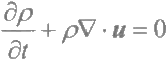 ∂ρ/∂t + ρ∇ · u = 0